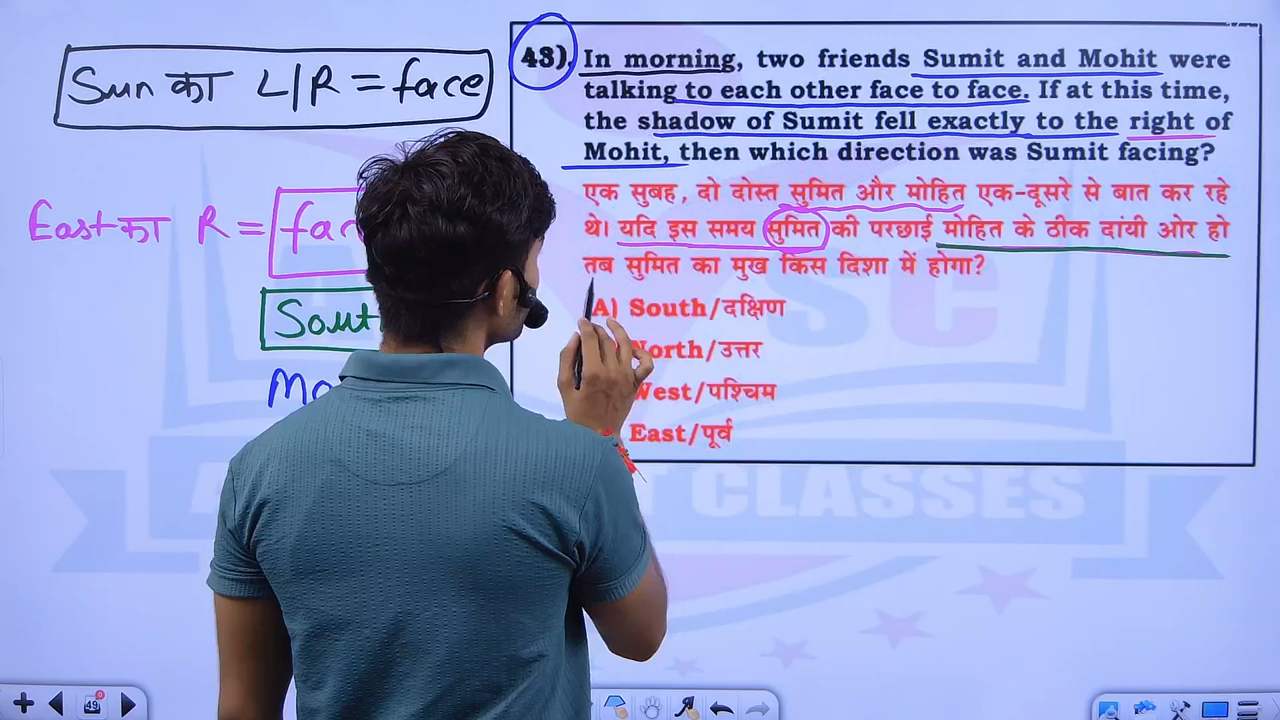 Sun का L/R = face
East का R =
43). In morning, two friends Sumit and Mohit were
talking to each other face to face. If at this time,
the shadow of Sumit fell exactly to the right of
Mohit, then which direction was Sumit facing?
एक सुबह, दो दोस्त सुमित और मोहित एक-दूसरे से बात कर रहे
थे। यदि इस समय सुमित की परछाई मोहित के ठीक दांयी ओर हो
तब सुमित का मुख किस दिशा में होगा?
A) South/दक्षिण
North/उत्तर
West/पश्चिम
East/पूर्व
CLASSES
49